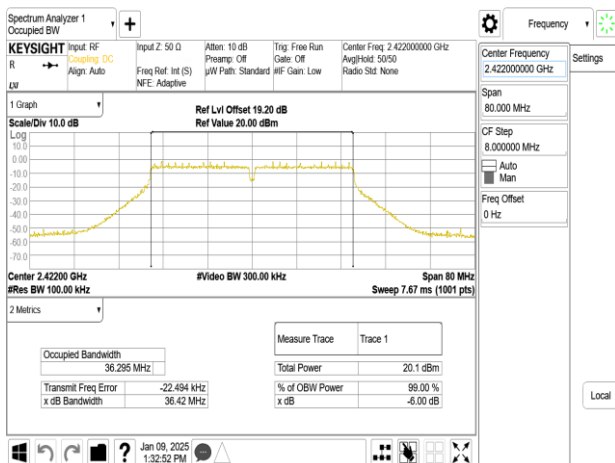 Spectrum Analyzer 1
Occupied BW
+
Frequency
KEYSIGHT
R
LXI
Input: RF
Coupling: DC
Align: Auto
Input Z: 50 Ω
Freq Ref: Int (S)
NFE: Adaptive
Atten: 10 dB
Preamp: Off
µW Path: Standard
Trig: Free Run
Gate: Off
#IF Gain: Low
Center Freq: 2.422000000 GHz
Avg|Hold: 50/50
Radio Std: None
Center Frequency
2.422000000 GHz
Settings
Span
80.000 MHz
CF Step
8.000000 MHz
Auto
Man
Freq Offset
0 Hz
Local
1 Graph
Scale/Div 10.0 dB
Ref Lvl Offset 19.20 dB
Ref Value 20.00 dBm
Log
10.0
0.00
-10.0
-20.0
-30.0
-40.0
-50.0
-60.0
-70.0
Center 2.42200 GHz
#Video BW 300.00 kHz
Span 80 MHz
#Res BW 100.00 kHz
Sweep 7.67 ms (1001 pts)
2 Metrics
Occupied Bandwidth
36.295 MHz
Transmit Freq Error -22.494 kHz
x dB Bandwidth 36.42 MHz
Measure Trace Trace 1
Total Power 20.1 dBm
% of OBW Power 99.00 %
x dB -6.00 dB
?
Jan 09, 2025
1:32:52 PM